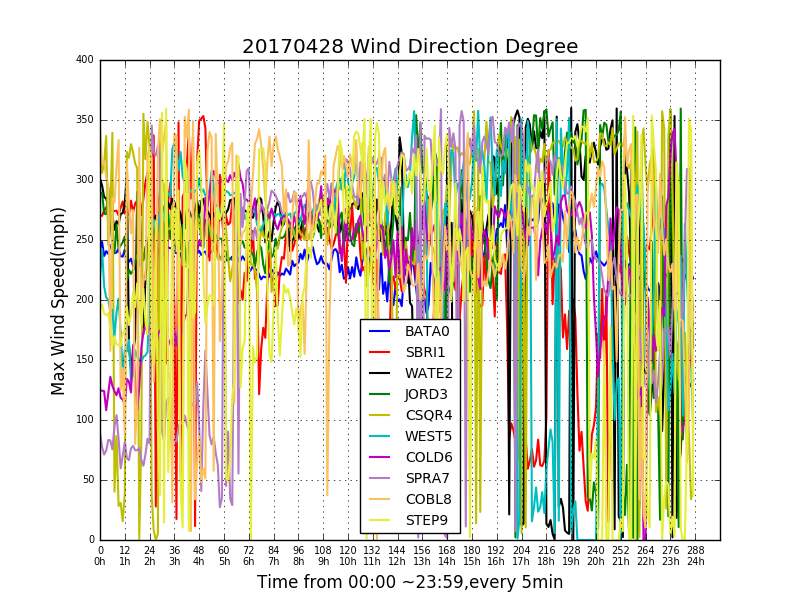 20170428 Wind Direction Degree
Max Wind Speed(mph)
400
350
300
250
200
150
100
50
0
BATA0
SBRI1
WATE2
JORD3
CSQR4
WEST5
COLD6
SPRA7
COBL8
STEP9
0 12 24 36 48 60 72 84 96 108 120 132 144 156 168 180 192 204 216 228 240 252 264 276 288
0h 1h 2h 3h 4h 5h 6h 7h 8h 9h 10h 11h 12h 13h 14h 15h 16h 17h 18h 19h 20h 21h 22h 23h 24h
Time from 00:00 ~23:59,every 5min